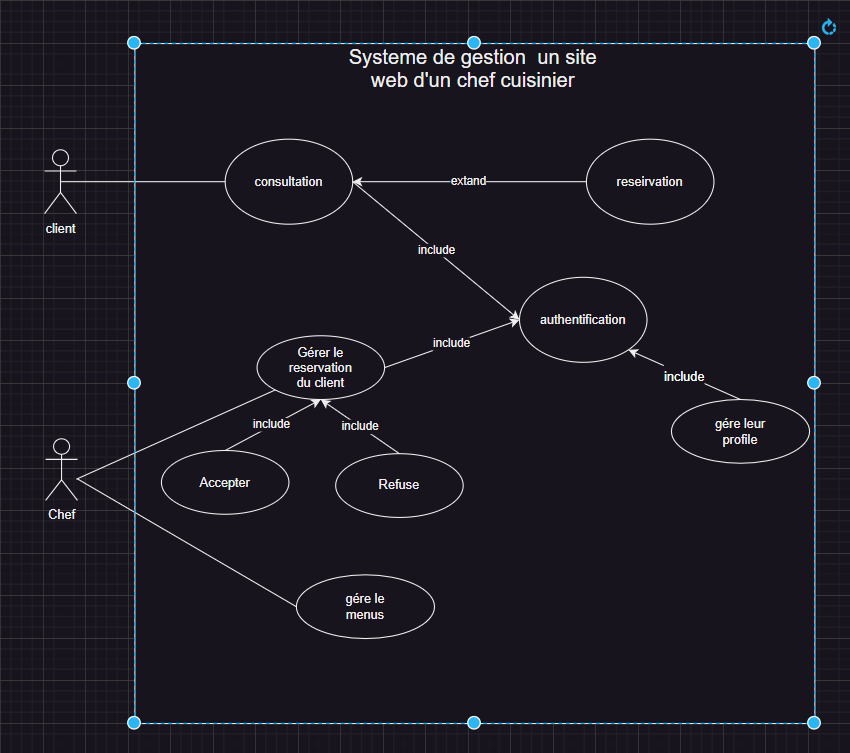 Systeme de gestion un site
web d'un chef cuisinier
consultation
extand
reseirvation
client
include
authentification
include
Gérer le
reservation
du client
include
gére leur
profile
include
include
Accepter
Refuse
Chef
gére le
menus